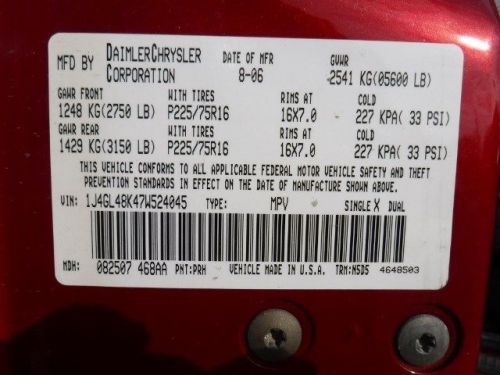 MFD BY DAIMLERCHRYSLER CORPORATION DATE OF MFR 8-06 GVWR 2541 KG(05600 LB)
GAWR FRONT WITH TIRES RIMS AT COLD
1248 KG(2750 LB) P225/75R16 16X7.0 227 KPA( 33 PSI)
GAWR REAR WITH TIRES RIMS AT COLD
1429 KG(3150 LB) P225/75R16 16X7.0 227 KPA( 33 PSI)
THIS VEHICLE CONFORMS TO ALL APPLICABLE FEDERAL MOTOR VEHICLE SAFETY AND THEFT
PREVENTION STANDARDS IN EFFECT ON THE DATE OF MANUFACTURE SHOWN ABOVE.
VIN: 1J4GL48K47W524045 TYPE: MPV SINGLE X DUAL
MDH: 082507 468AA PNT:PRH VEHICLE MADE IN U.S.A. TRM:N5D5 4648503